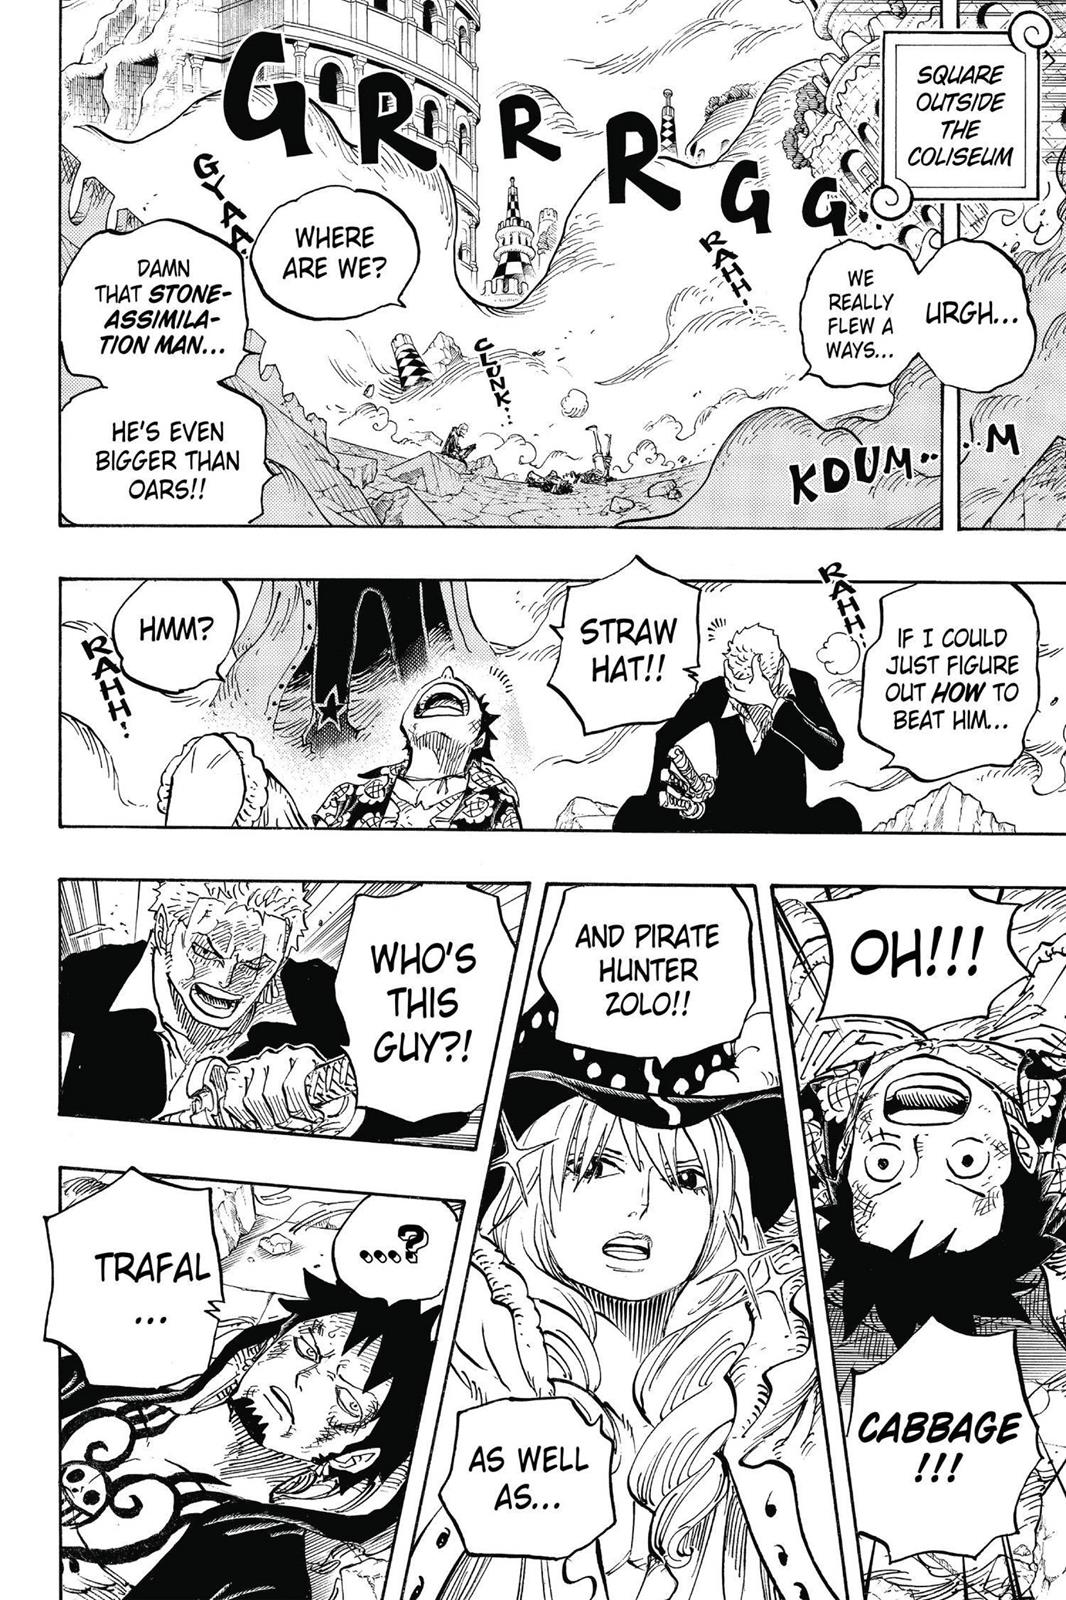 SQUARE
OUTSIDE
THE
COLISEUM
GRRRRGG
URGH...
WE
REALLY
FLEW A
WAYS...
RAHH!
WHERE
ARE WE?
GYAA!
DAMN
THAT STONE-
ASSIMILA-
TION MAN...
HE'S EVEN
BIGGER THAN
OARS!!
CLUNK...
KDUM...M
IF I COULD
JUST FIGURE
OUT HOW TO
BEAT HIM...
RAHH!
STRAW
HAT!!
HMM?
RAHH!
OH!!!
CABBAGE
!!!
AND PIRATE
HUNTER
ZOLO!!
AS WELL
AS...
WHO'S
THIS
GUY?!
...?
TRAFAL
...